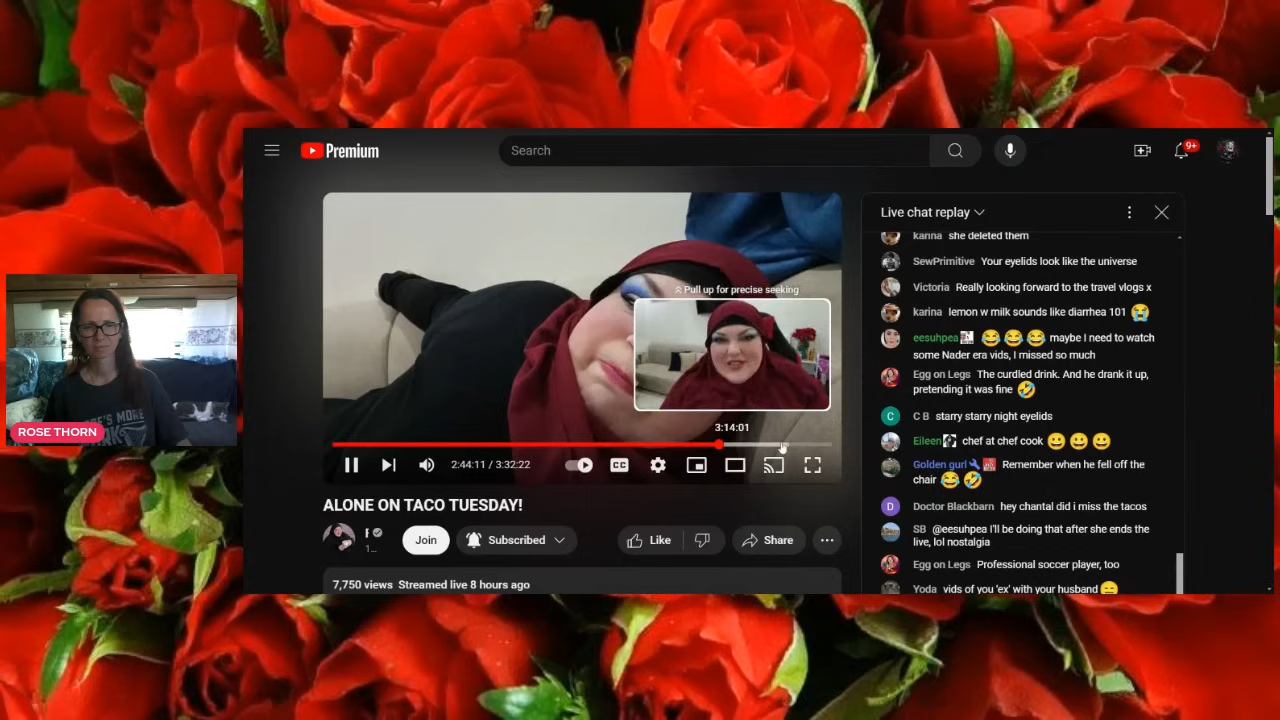 Premium
Search
9+
Live chat replay
kanna she deleted them
SewPrimitive Your eyelids look like the universe
Victoria Really looking forward to the travel vlogs x
karina lemon w milk sounds like diarrhea 101 😭
eesuhpea 😂😂😂 maybe I need to watch
some Nader era vids, I missed so much
Egg on Legs The curdled drink. And he drank it up,
pretending it was fine 🤣
C
C B starry starry night eyelids
Eileen chef at chef cook 😀😀😀
Golden gurl Remember when he fell off the
chair 😂🤣
D
Doctor Blackbarn hey chantal did i miss the tacos
SB @eesuhpea I'll be doing that after she ends the
live, lol nostalgia
Egg on Legs Professional soccer player, too
Yoda vids of you 'ex' with your husband 😑
Pull up for precise seeking
3:14:01
2:44:11 / 3:32:22
CC
ALONE ON TACO TUESDAY!
1...
Join
Subscribed
Like
Share
7,750 views Streamed live 8 hours ago
ROSE THORN